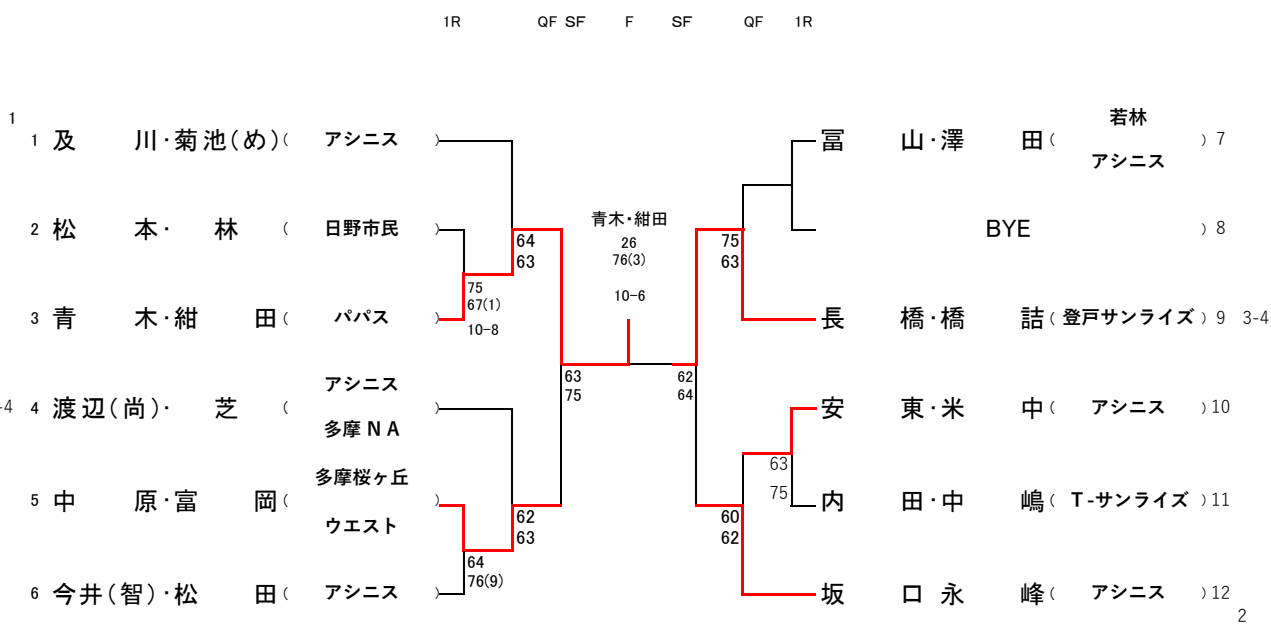 1R QF SF F SF QF 1R
若林
1
1 及 川・菊池(め)( アシニス ) 冨 山・澤 田( ) 7
アシニス
青木・紺田
2 松 本・ 林 ( 日野市民 ) BYE ) 8
64 26 75
63 76(3) 63
75
67(1) 10-6
3 青 木・紺 田( パパス ) 長 橋・橋 詰( 登戸サンライズ ) 9 3-4
10-8
63 62
アシニス
75 64
-4 4 渡辺(尚)・ 芝 ( ) 安 東・米 中( アシニス ) 10
多摩NA
63
多摩桜ヶ丘
75
5 中 原・富 岡( ) 内 田・中 嶋( T-サンライズ ) 11
62 60
ウエスト
63 62
64
76(9)
6 今井(智)・松 田( アシニス ) 坂 口 永 峰( アシニス ) 12
2